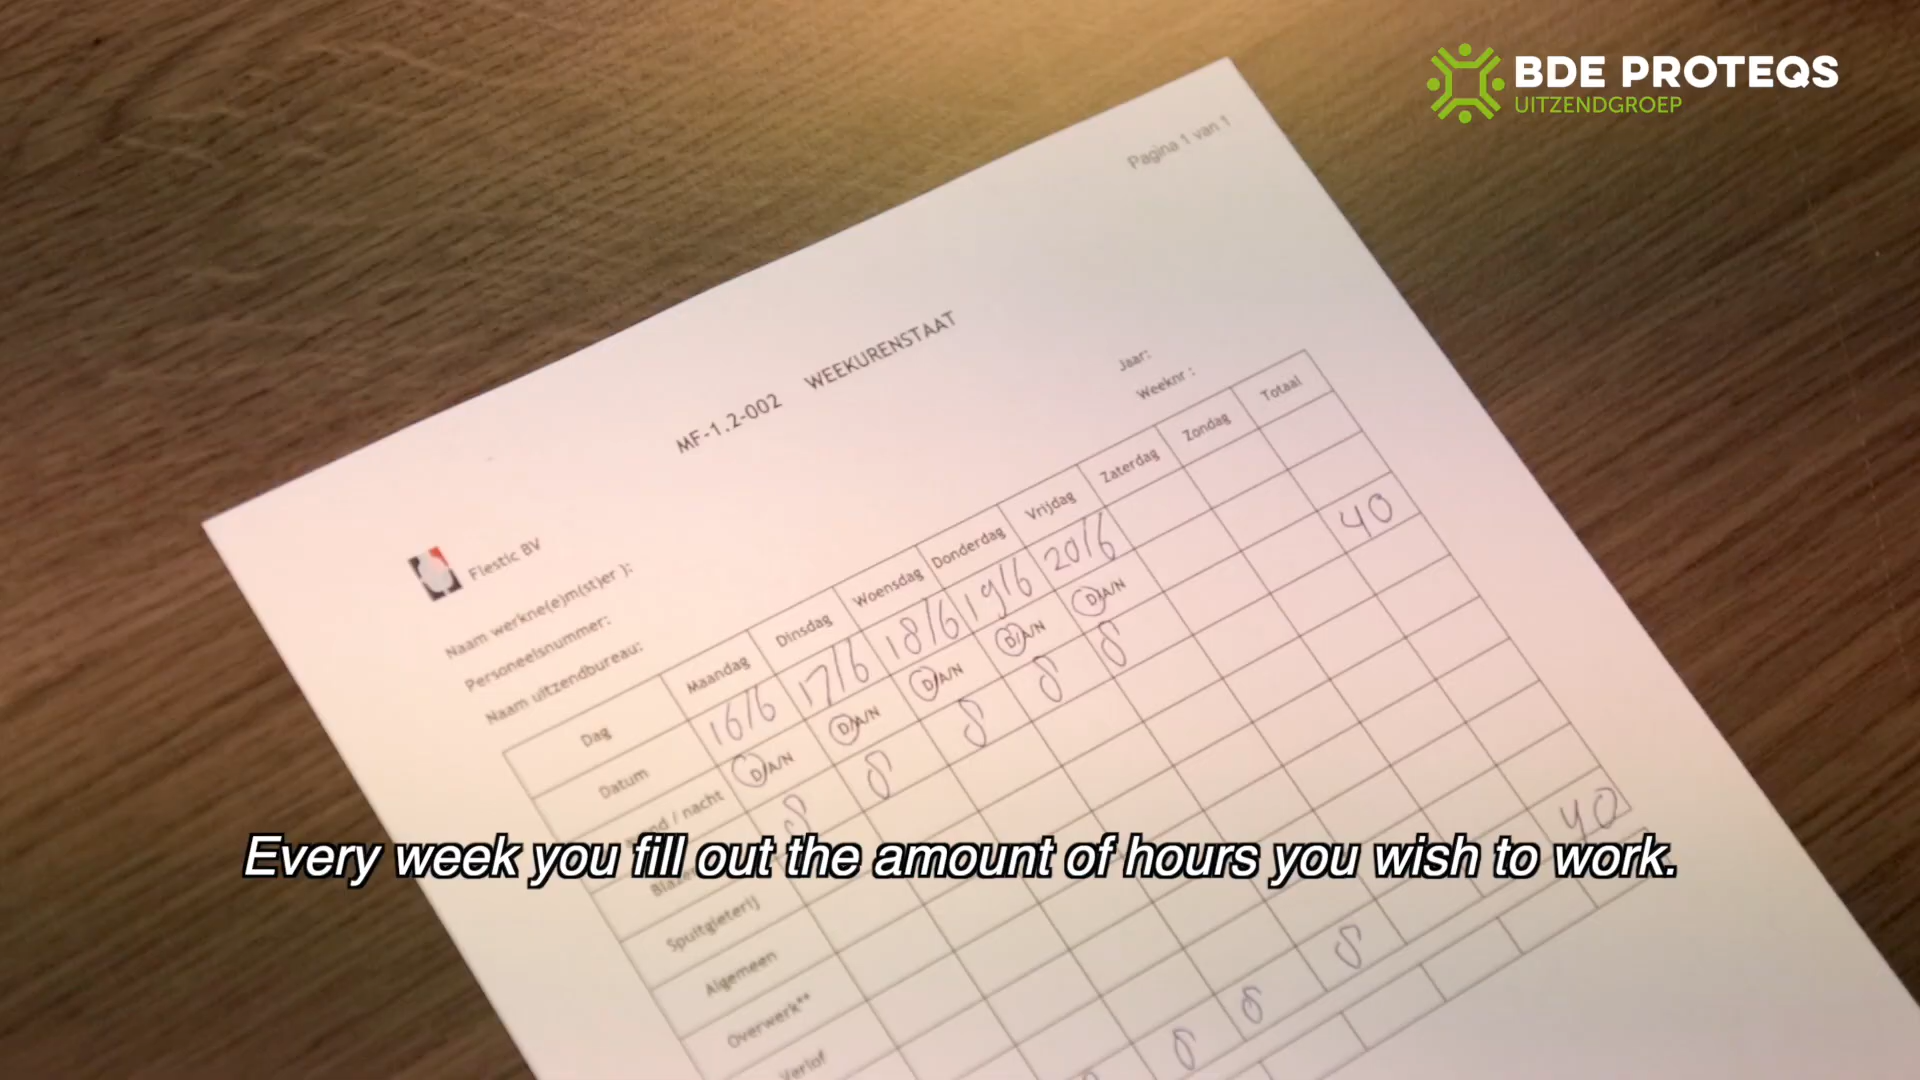 BDE PROTEQS
UITZENDGROEP
Pagina 1 van 1
MF-1.2-002 WEEKURENSTAAT
Jaar:
Weeknr :
Flestic BV
Naam werkne(e)m(st)er ):
Personeelsnummer:
Naam uitzendbureau:
Dag Maandag Dinsdag Woensdag Donderdag Vrijdag Zaterdag Zondag Totaal
Datum 16/6 17/6 18/6 19/6 20/6
/ nacht D/A/N D/A/N D/A/N D/A/N D/A/N
8 8 8 8 8 40
Spuitgieterij
Algemeen
Overwerk**
Verlof
8 8 8 40
Every week you fill out the amount of hours you wish to work.